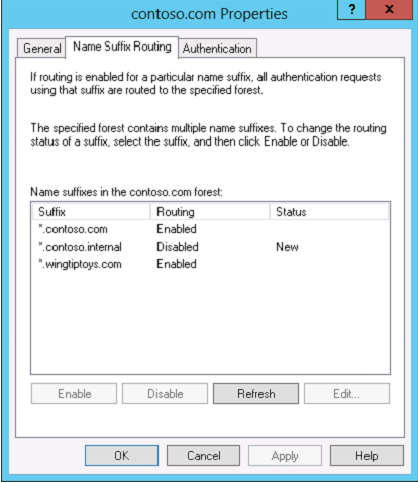 contoso.com Properties
?
x
General
Name Suffix Routing
Authentication
If routing is enabled for a particular name suffix, all authentication requests
using that suffix are routed to the specified forest.
The specified forest contains multiple name suffixes. To change the routing
status of a suffix, select the suffix, and then click Enable or Disable.
Name suffixes in the contoso.com forest:
Suffix Routing Status
*.contoso.com Enabled
*.contoso.internal Disabled New
*.wingtiptoys.com Enabled
Enable Disable Refresh Edit...
OK Cancel Apply Help